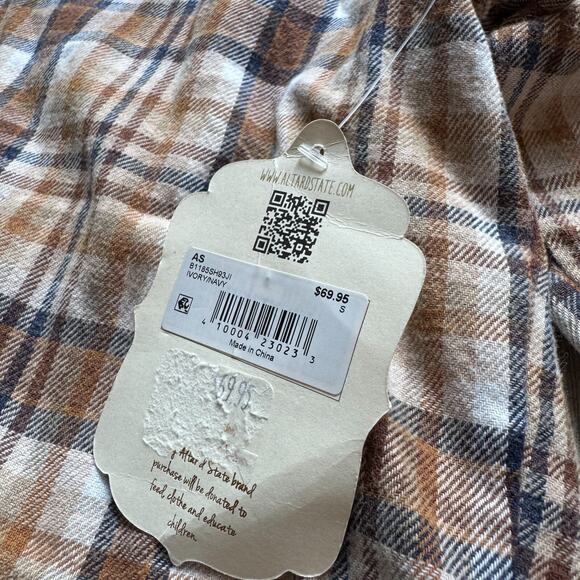 WWW.ALTARDSTATE.COM
AS
B1185SH93JI
IVORY/NAVY
$69.95
S
4 10004 23023 3
Made in China
$69.95
g Altar'd State brand
purchase will be donated to
feed, clothe and educate
children